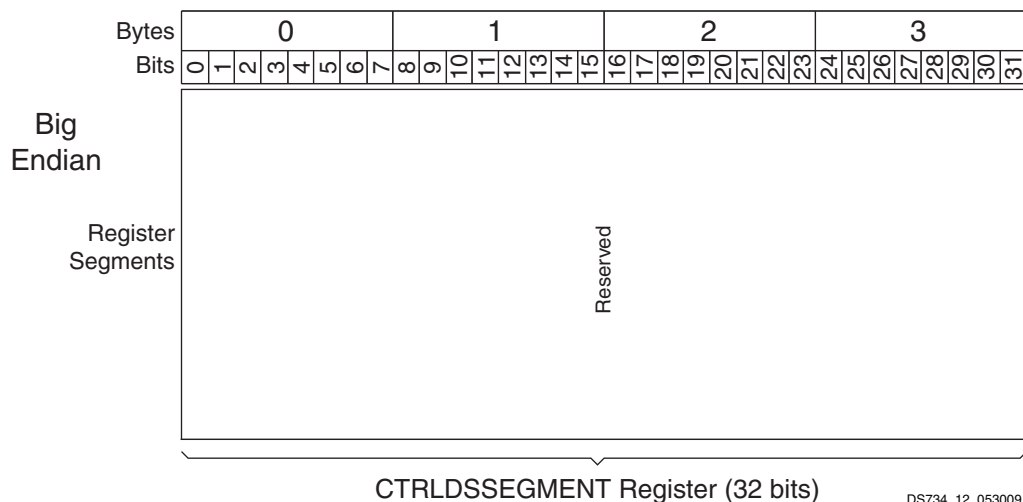 Bytes 0 1 2 3
Bits 0 1 2 3 4 5 6 7 8 9 10 11 12 13 14 15 16 17 18 19 20 21 22 23 24 25 26 27 28 29 30 31
Big
Endian
Register
Segments
Reserved
CTRLDSSEGMENT Register (32 bits)
DS734_12_053009